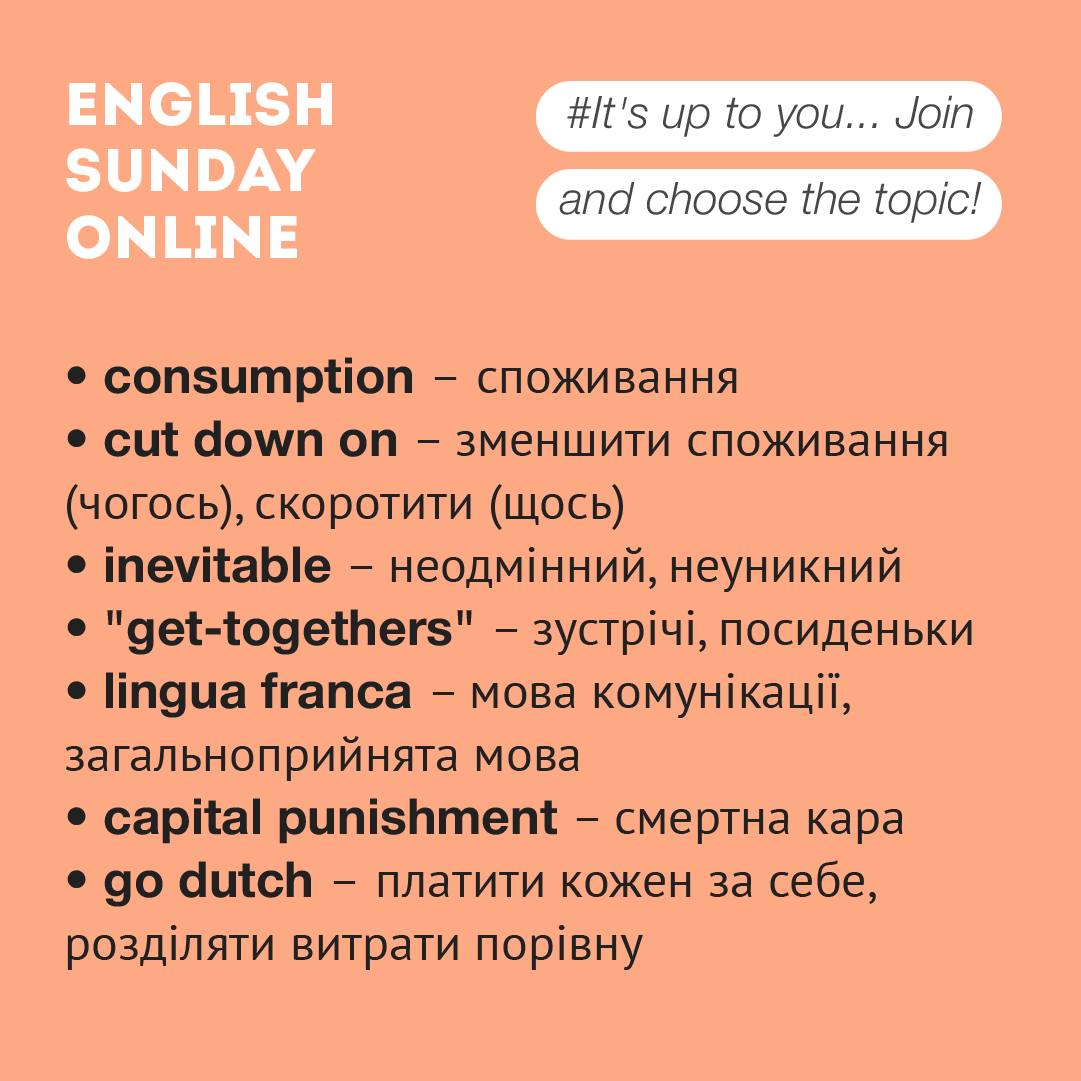 ENGLISH
SUNDAY
ONLINE
#It's up to you... Join
and choose the topic!
• consumption – споживання
• cut down on – зменшити споживання
(чогось), скоротити (щось)
• inevitable – неодмінний, неуникний
• "get-togethers" – зустрічі, посиденьки
• lingua franca – мова комунікації,
загальноприйнята мова
• capital punishment – смертна кара
• go dutch – платити кожен за себе,
розділяти витрати порівну